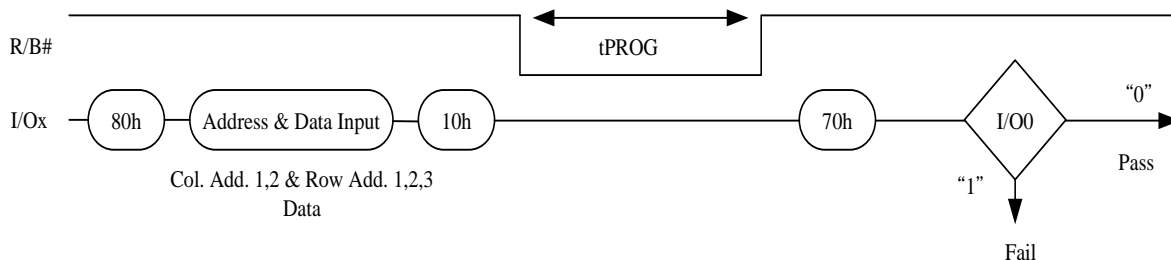 R/B#
tPROG
I/Ox
80h
Address & Data Input
10h
70h
I/O0
“0”
Pass
“1”
Fail
Col. Add. 1,2 & Row Add. 1,2,3
Data